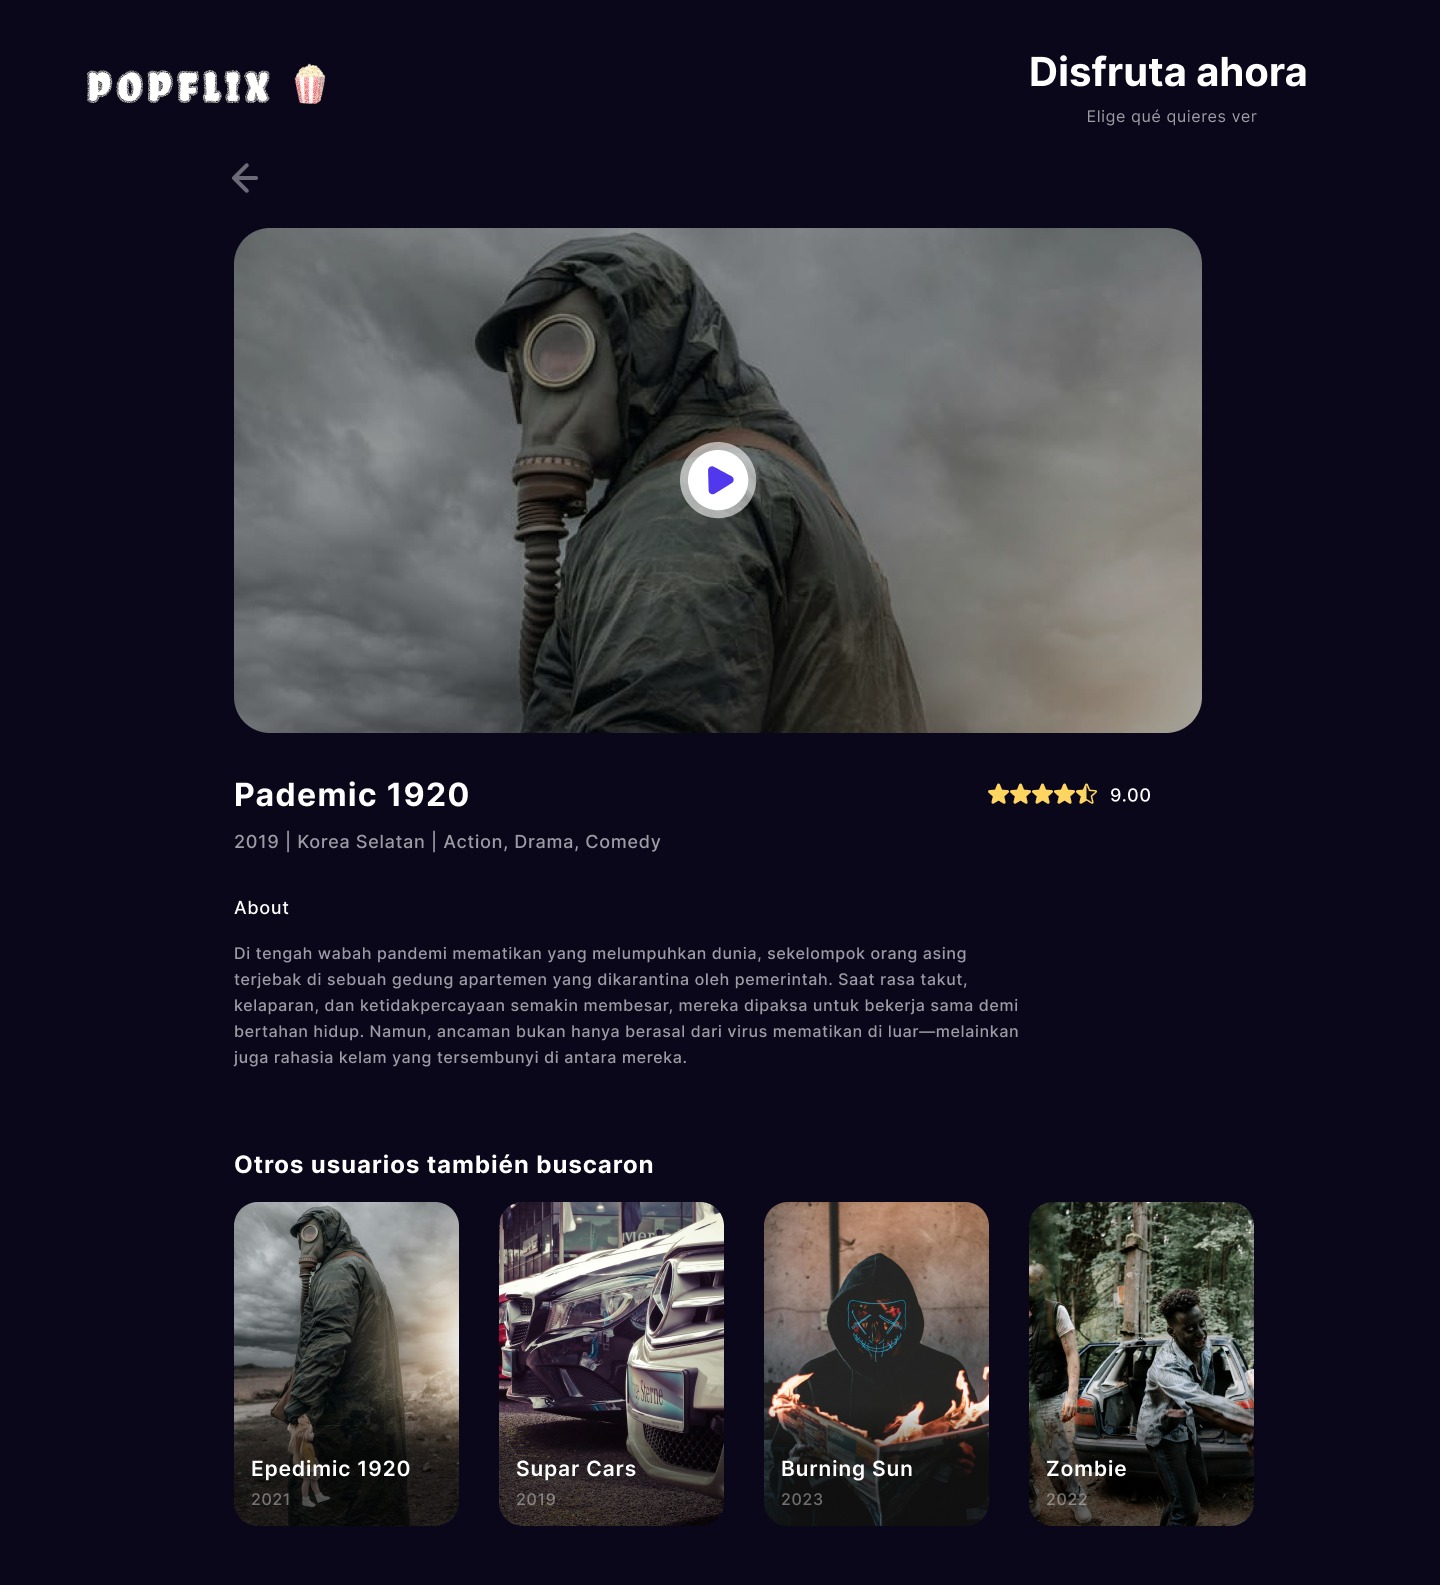 POPFLIX
Disfruta ahora
Elige qué quieres ver
Pademic 1920
9.00
2019 | Korea Selatan | Action, Drama, Comedy
About
Di tengah wabah pandemi mematikan yang melumpuhkan dunia, sekelompok orang asing
terjebak di sebuah gedung apartemen yang dikarantina oleh pemerintah. Saat rasa takut,
kelaparan, dan ketidakpercayaan semakin membesar, mereka dipaksa untuk bekerja sama demi
bertahan hidup. Namun, ancaman bukan hanya berasal dari virus mematikan di luar—melainkan
juga rahasia kelam yang tersembunyi di antara mereka.
Otros usuarios también buscaron
Sterne
Epedimic 1920
2021
Supar Cars
2019
Burning Sun
2023
Zombie
2022